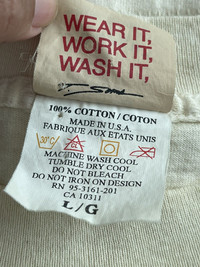 WEAR IT,
WORK IT,
WASH IT,
100% COTTON / COTON
MADE IN U.S.A.
FABRIQUE AUX ETATS UNIS
30°C
MACHINE WASH COOL
TUMBLE DRY COOL
DO NOT BLEACH
DO NOT IRON ON DESIGN
RN 95-3161-201
CA 10311
L / G